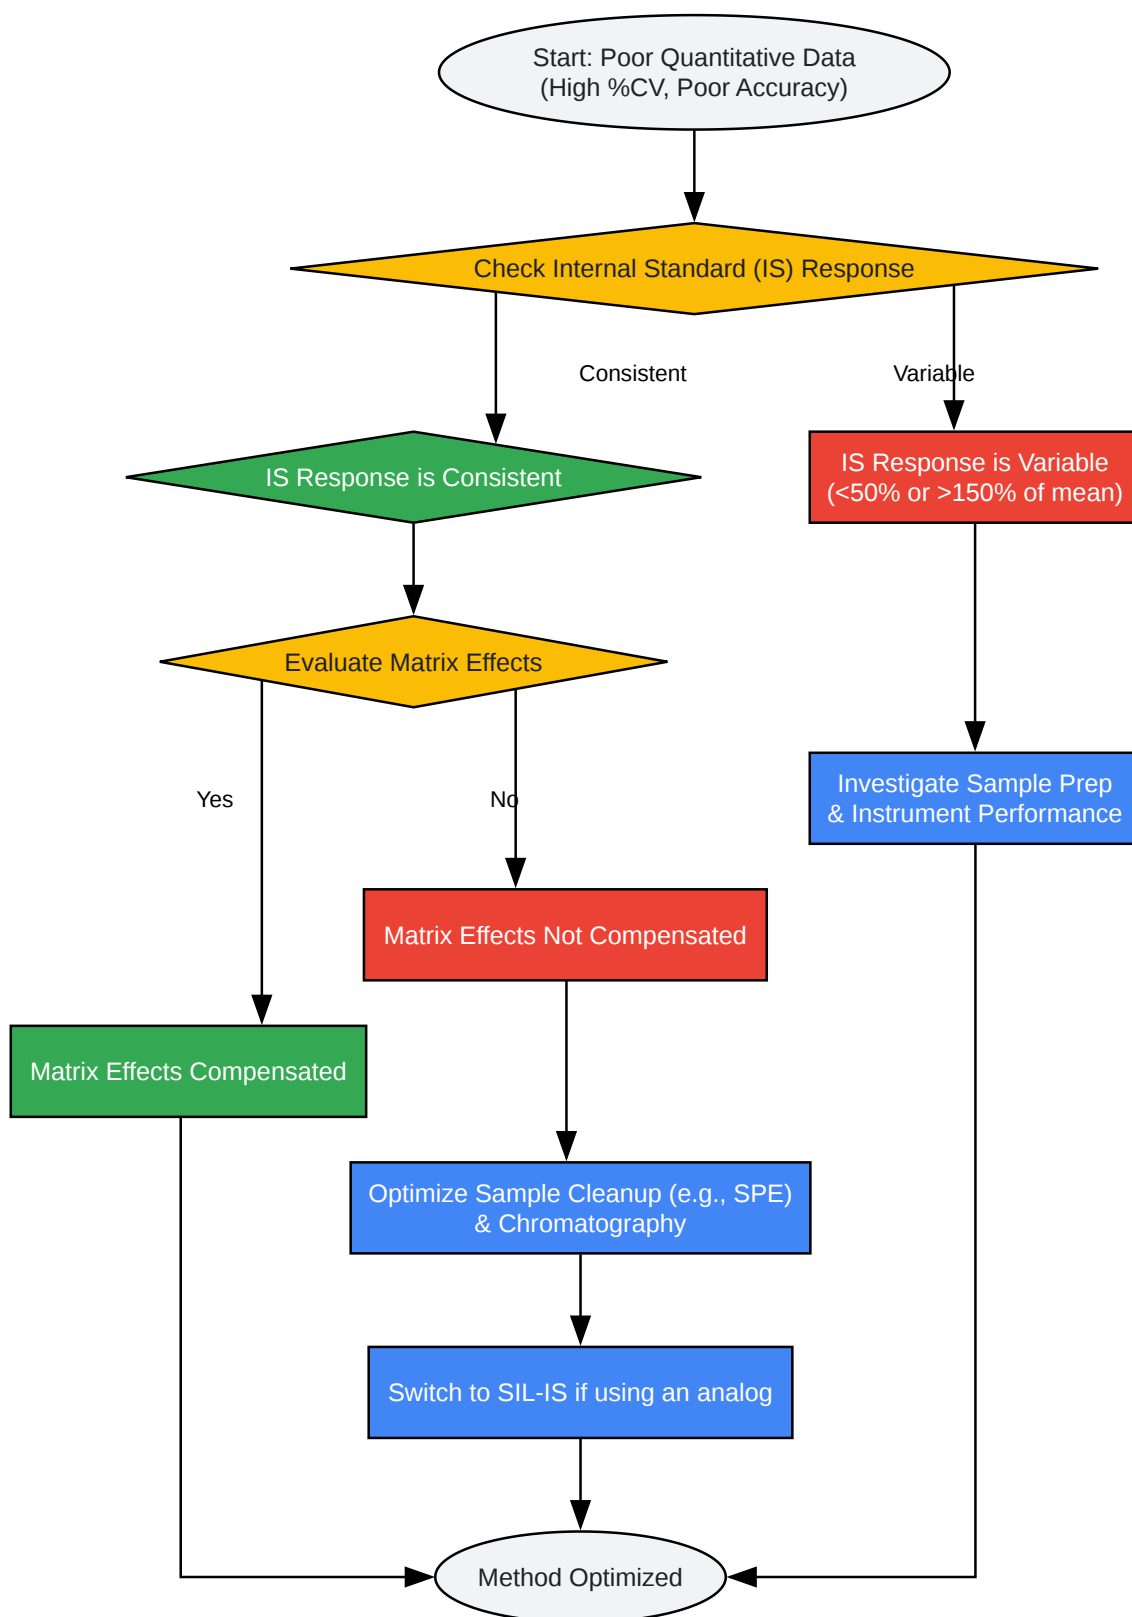 Start: Poor Quantitative Data
(High %CV, Poor Accuracy)
Check Internal Standard (IS) Response
Consistent
Variable
IS Response is Consistent
IS Response is Variable
(<50% or >150% of mean)
Evaluate Matrix Effects
Yes
No
Investigate Sample Prep
& Instrument Performance
Matrix Effects Not Compensated
Matrix Effects Compensated
Optimize Sample Cleanup (e.g., SPE)
& Chromatography
Switch to SIL-IS if using an analog
Method Optimized